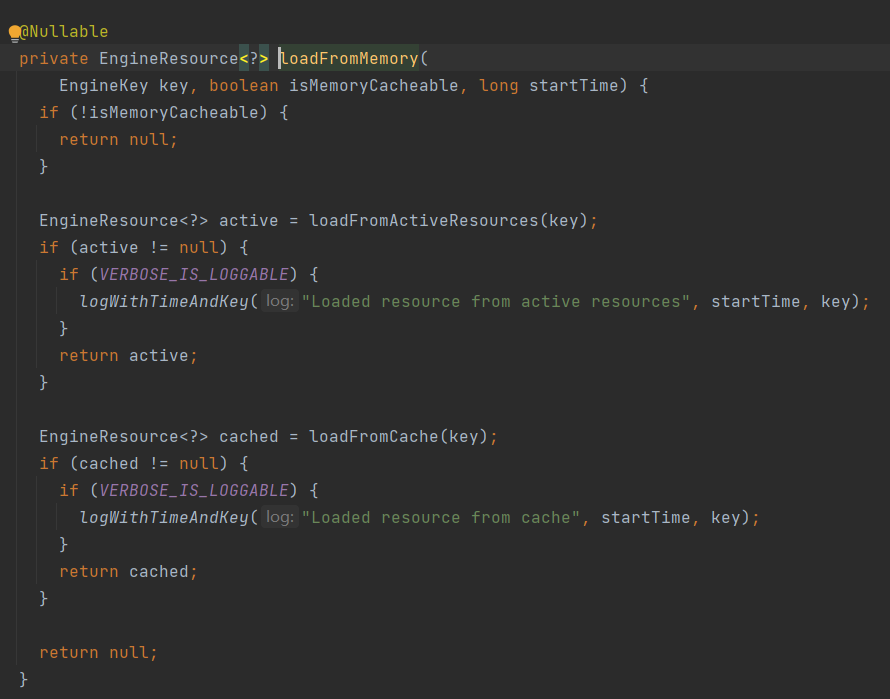 @Nullable
private EngineResource<?> loadFromMemory(
EngineKey key, boolean isMemoryCacheable, long startTime) {
if (!isMemoryCacheable) {
return null;
}
EngineResource<?> active = loadFromActiveResources(key);
if (active != null) {
if (VERBOSE_IS_LOGGABLE) {
logWithTimeAndKey( log: "Loaded resource from active resources", startTime, key);
}
return active;
}
EngineResource<?> cached = loadFromCache(key);
if (cached != null) {
if (VERBOSE_IS_LOGGABLE) {
logWithTimeAndKey( log: "Loaded resource from cache", startTime, key);
}
return cached;
}
return null;
}